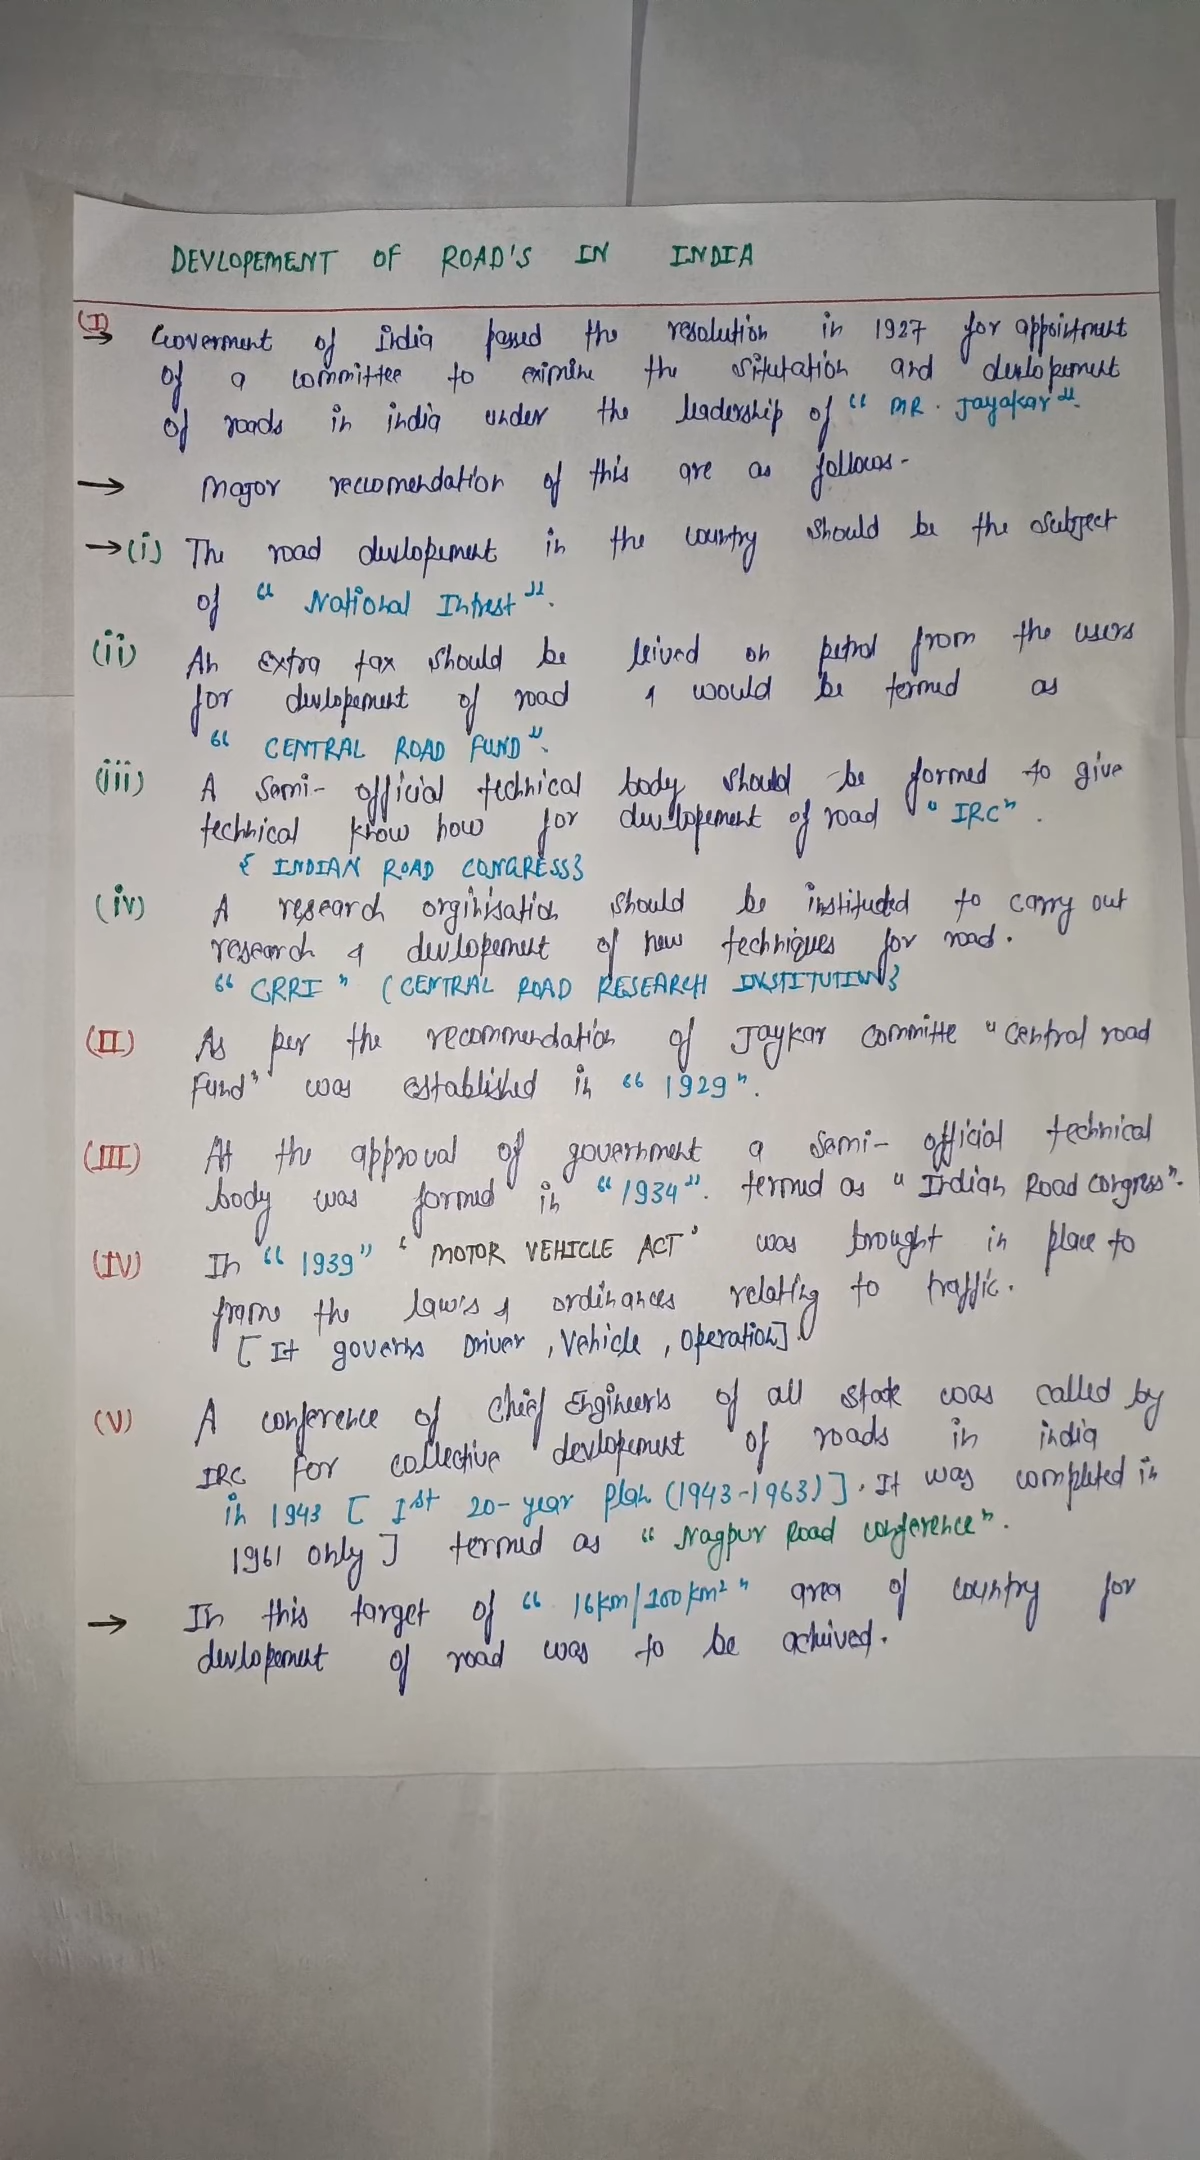 DEVLOPEMENT OF ROAD'S IN INDIA
(I)
→ Goverment of India passed the resolution in 1927 for appointment
of a committee to eximine the situtation and devlopement
of roads in india under the leadership of "MR. Jayakar".
→ Major reccomendation of this are as follows-
→ (i) The road devlopement in the country should be the subject
of "National Intrest".
(ii) An extra tax should be leived on petrol from the users
for devlopement of road & would be termed as
"CENTRAL ROAD FUND".
(iii) A semi-official technical body should be formed to give
technical know how for devlopement of road "IRC".
{ INDIAN ROAD CONGRESS}
(iv) A research orginisation should be instituded to carry out
research & devlopement of new techniques for road.
"CRRI" (CENTRAL ROAD RESEARCH INSTITUTION}
(II) As per the recommendation of Jaykar committe "Central road
Fund" was established in "1929".
(III) At the approval of government a semi-official technical
body was formed in "1934". termed as "Indian Road Congress".
(IV) In "1939" 'MOTOR VEHICLE ACT' was brought in place to
frame the law's & ordinances relating to traffic.
[It governs Driver, Vehicle, operation].
(V) A conference of Chief Engineer's of all state was called by
IRC For collective devlopement of roads in india
in 1943 [ Ist 20-year plan (1943-1963)]. It was completed in
1961 only] termed as "Nagpur Road conference".
→ In this target of "16km/100km²" area of country for
devlopement of road was to be achived.